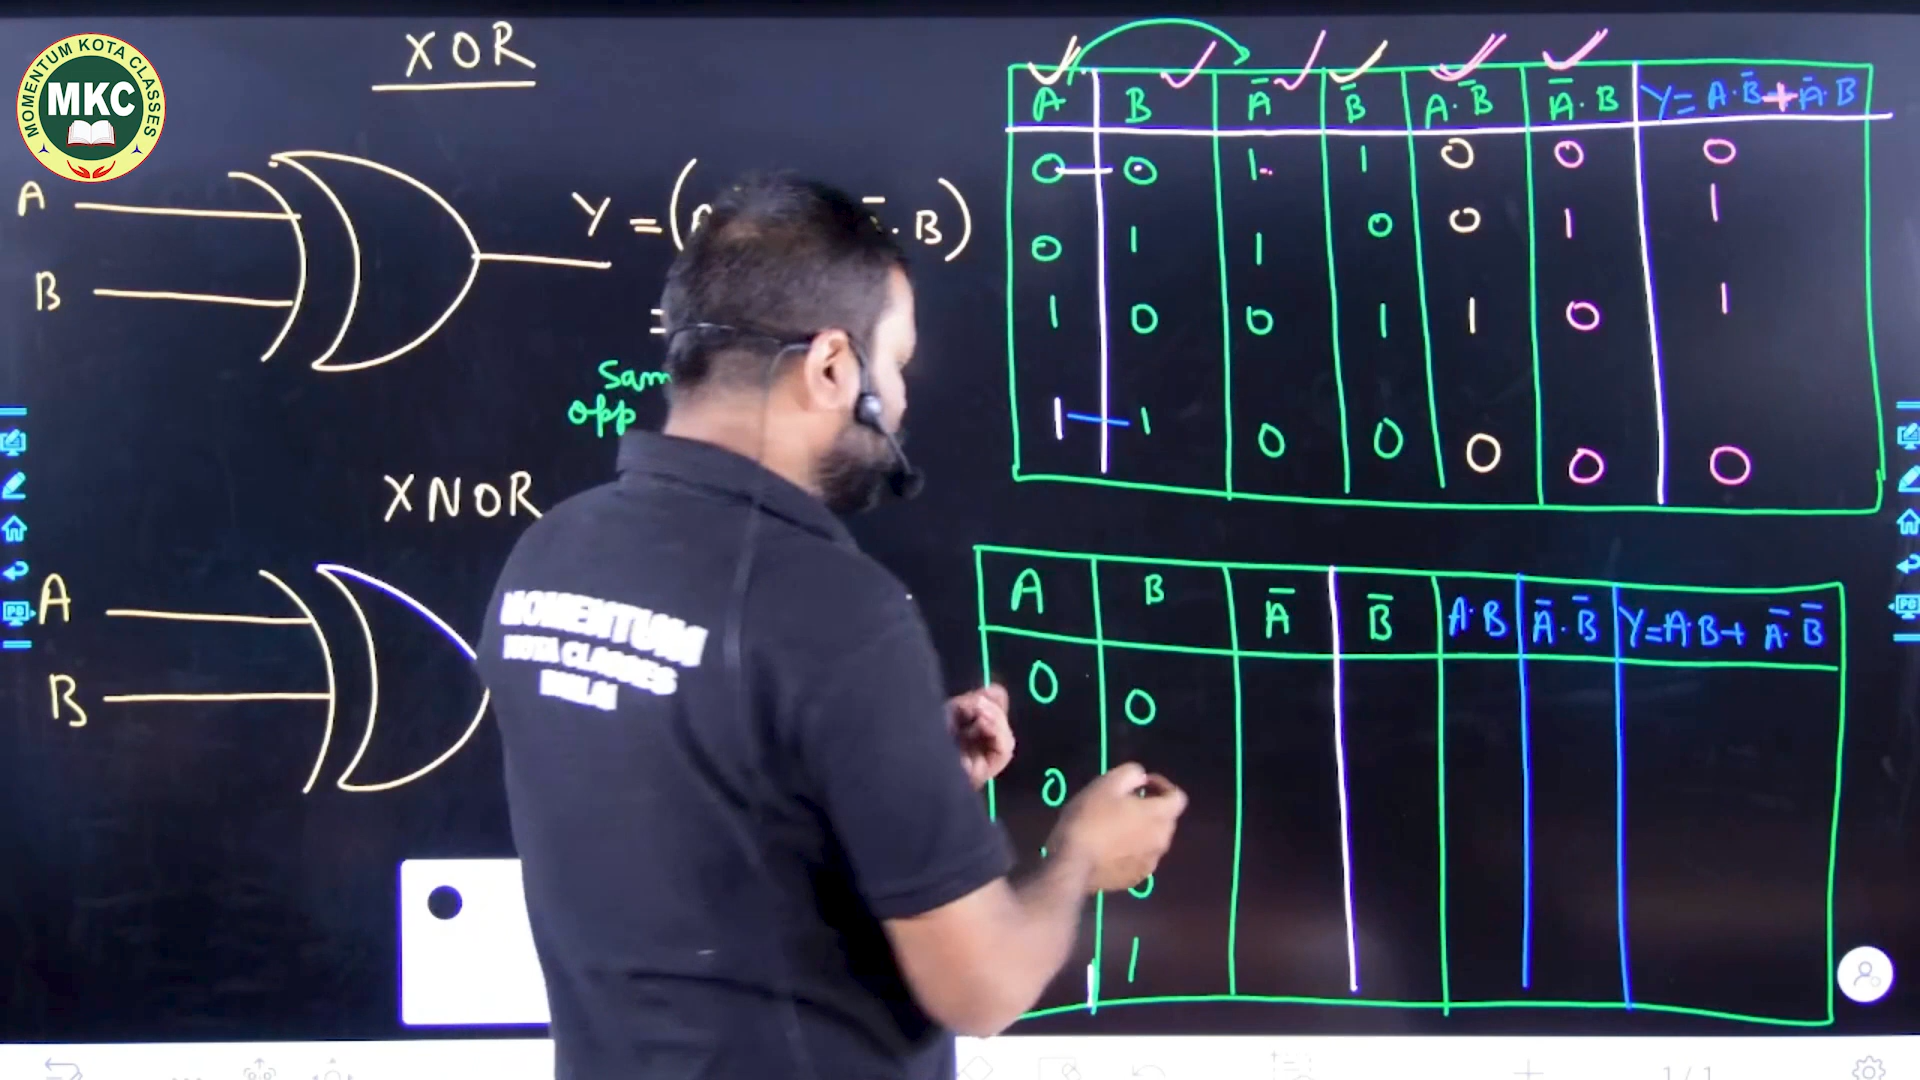 MOMENTUM KOTA CLASSES
MKC
XOR
A
B
Y = (
. B)
=
Sam
opp
A B Ā B̄ A·B̄ Ā·B Y= A·B̄+Ā·B
0 0 1 1 0 0 0
0 1 1 0 0 1 1
1 0 0 1 1 0 1
1 1 0 0 0 0 0
XNOR
A
B
MOMENTUM
KOTA CLASSES
A B Ā B̄ A·B Ā·B̄ Y=A·B+ Ā·B̄
0 0
0
1
1 / 1